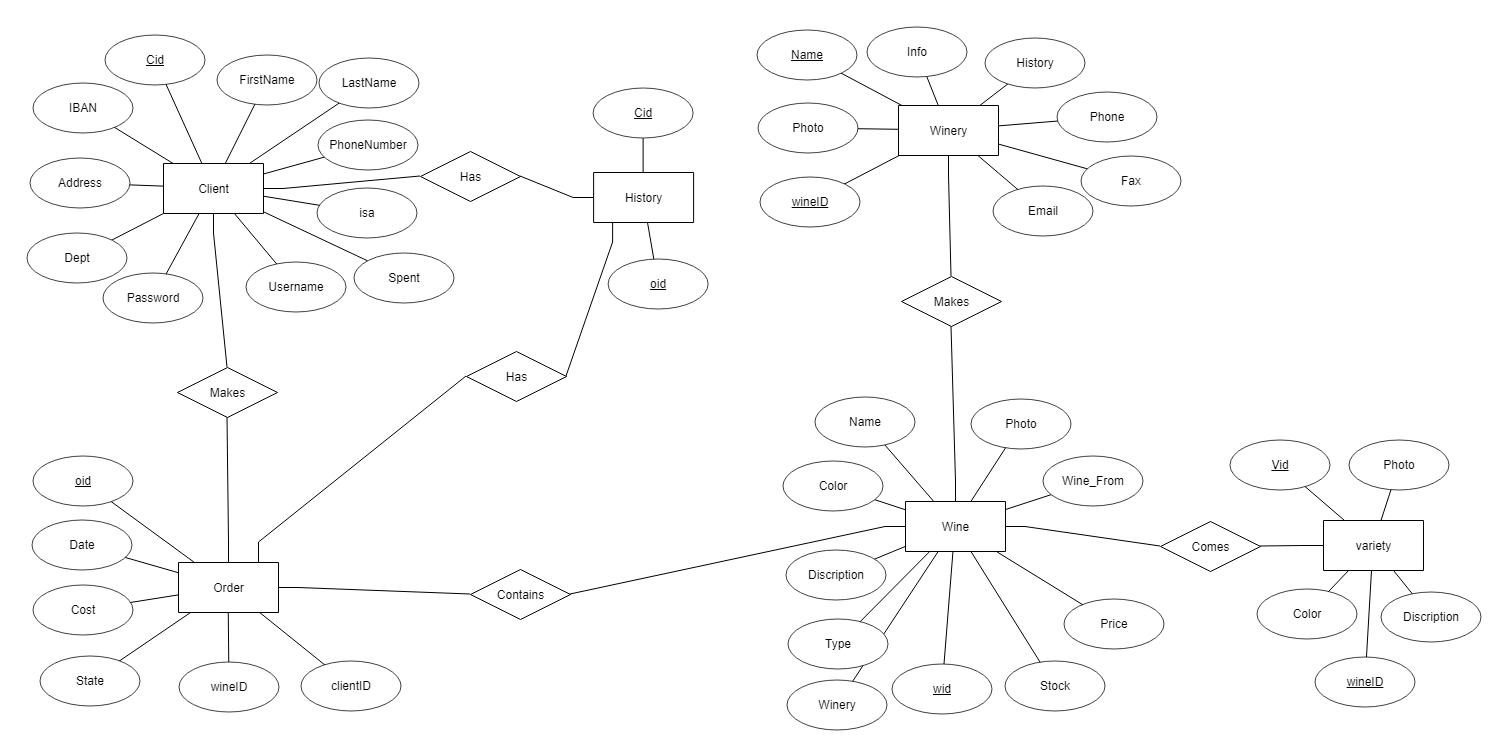 Cid
FirstName
LastName
IBAN
PhoneNumber
Address
Client
isa
Dept
Password
Username
Spent
Has
Cid
History
oid
Makes
Has
Name
Info
History
Photo
Winery
Phone
wineID
Email
Fax
Makes
oid
Date
Order
Cost
State
wineID
clientID
Contains
Name
Photo
Color
Wine_From
Wine
Discription
Type
Winery
wid
Stock
Price
Comes
Vid
Photo
variety
Color
Discription
wineID